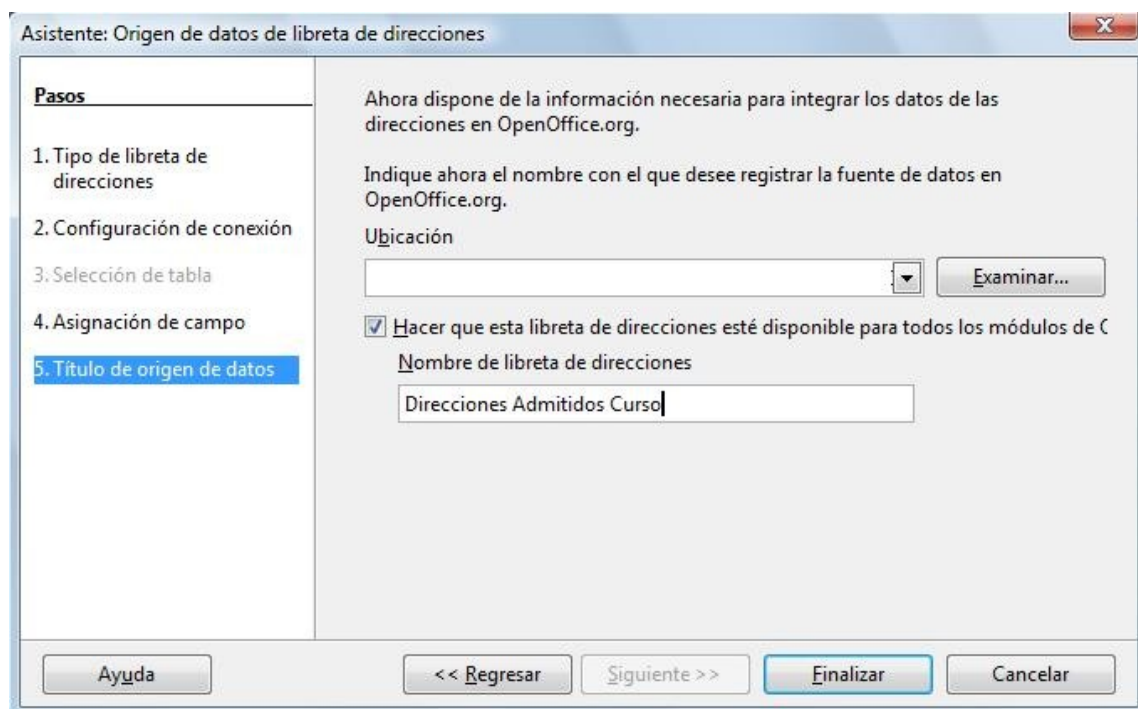 Asistente: Origen de datos de libreta de direcciones
Pasos
1. Tipo de libreta de
direcciones
2. Configuración de conexión
3. Selección de tabla
4. Asignación de campo
5. Título de origen de datos
Ahora dispone de la información necesaria para integrar los datos de las
direcciones en OpenOffice.org.
Indique ahora el nombre con el que desee registrar la fuente de datos en
OpenOffice.org.
Ubicación
Examinar...
Hacer que esta libreta de direcciones esté disponible para todos los módulos de
Nombre de libreta de direcciones
Direcciones Admitidos Curso
Ayuda
<< Regresar
Siguiente >>
Finalizar
Cancelar